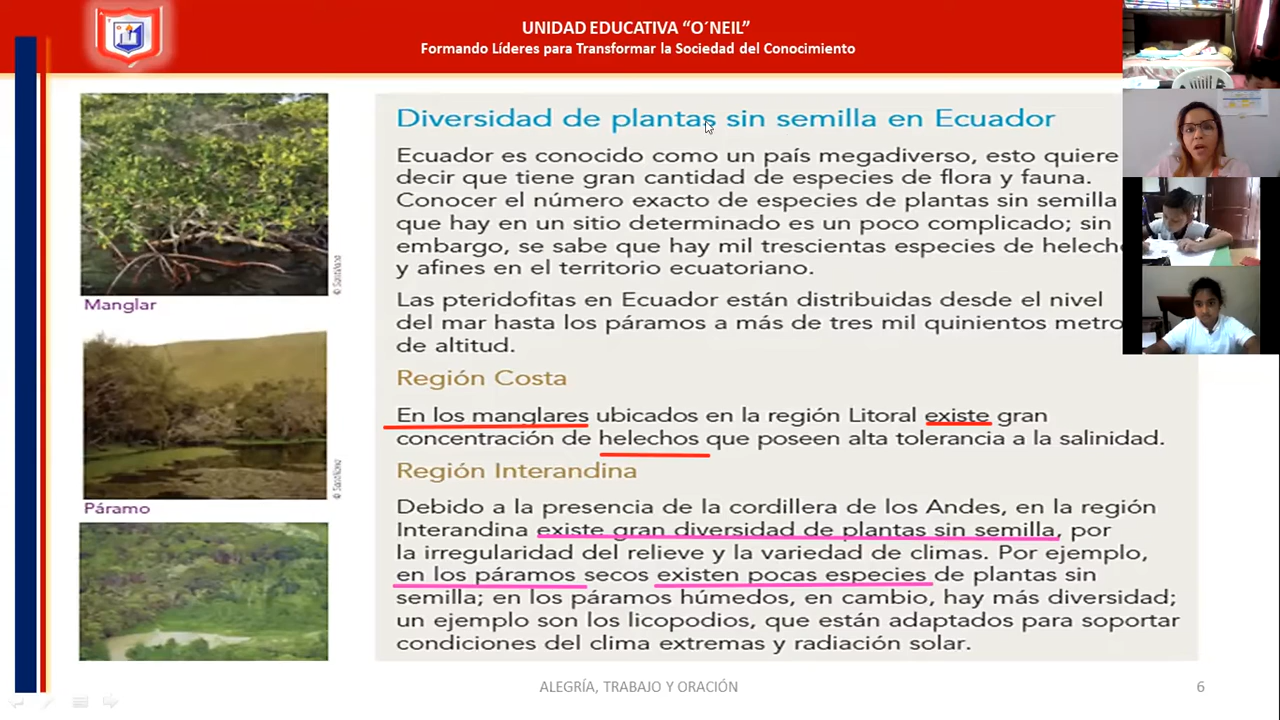 UNIDAD EDUCATIVA “O´NEIL”
Formando Líderes para Transformar la Sociedad del Conocimiento
Diversidad de plantas sin semilla en Ecuador
Ecuador es conocido como un país megadiverso, esto quiere
decir que tiene gran cantidad de especies de flora y fauna.
Conocer el número exacto de especies de plantas sin semilla
que hay en un sitio determinado es un poco complicado; sin
embargo, se sabe que hay mil trescientas especies de helech
y afines en el territorio ecuatoriano.
Las pteridofitas en Ecuador están distribuidas desde el nivel
del mar hasta los páramos a más de tres mil quinientos metro
de altitud.
Región Costa
En los manglares ubicados en la región Litoral existe gran
concentración de helechos que poseen alta tolerancia a la salinidad.
Región Interandina
Debido a la presencia de la cordillera de los Andes, en la región
Interandina existe gran diversidad de plantas sin semilla, por
la irregularidad del relieve y la variedad de climas. Por ejemplo,
en los páramos secos existen pocas especies de plantas sin
semilla; en los páramos húmedos, en cambio, hay más diversidad;
un ejemplo son los licopodios, que están adaptados para soportar
condiciones del clima extremas y radiación solar.
Manglar
© Santillana
Páramo
© Santillana
ALEGRÍA, TRABAJO Y ORACIÓN
6